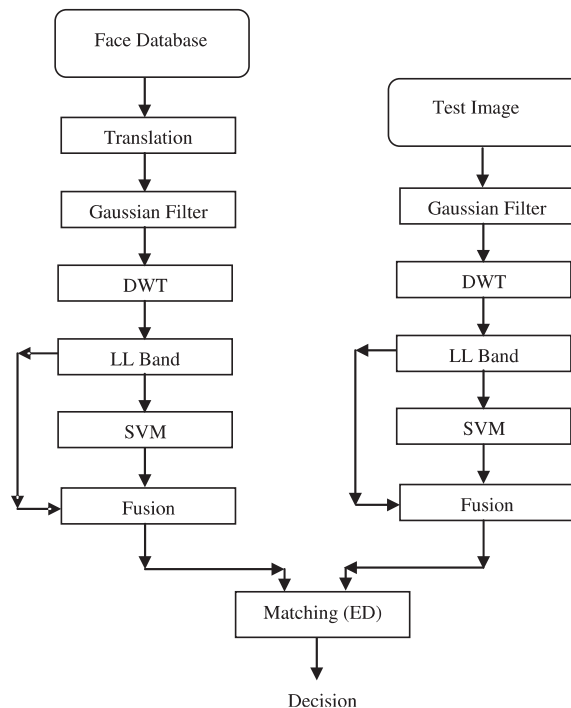 Face Database
Translation
Gaussian Filter
DWT
LL Band
SVM
Fusion
Test Image
Gaussian Filter
DWT
LL Band
SVM
Fusion
Matching (ED)
Decision